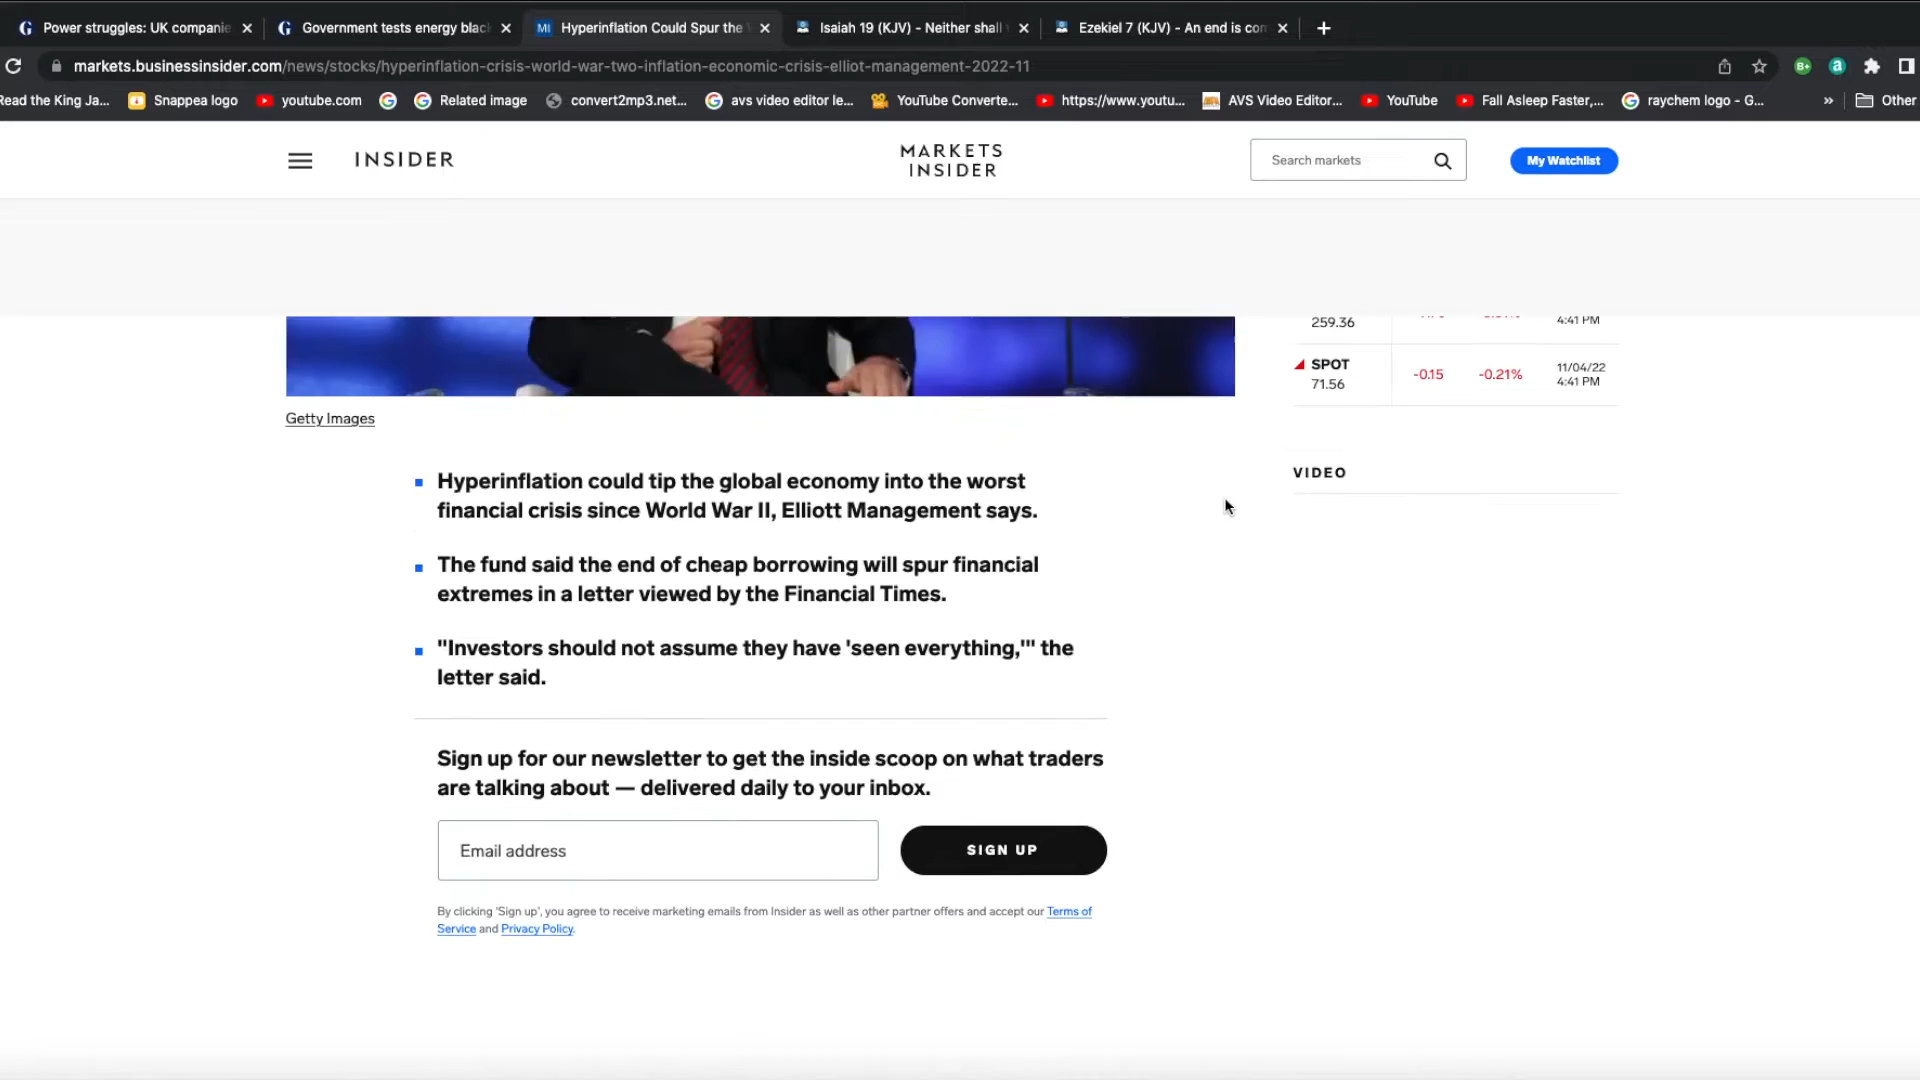 Power struggles: UK companie
Government tests energy blac
MI Hyperinflation Could Spur the
Isaiah 19 (KJV) - Neither shall
Ezekiel 7 (KJV) - An end is con
markets.businessinsider.com/news/stocks/hyperinflation-crisis-world-war-two-inflation-economic-crisis-elliot-management-2022-11
Read the King Ja...
Snappea logo
youtube.com
Related image
convert2mp3.net...
avs video editor le...
YouTube Converte...
https://www.youtu...
AVS Video Editor...
YouTube
Fall Asleep Faster,...
raychem logo - G...
»
Other
INSIDER
MARKETS
INSIDER
Search markets
My Watchlist
259.36
4:41 PM
SPOT
71.56
-0.15
-0.21%
11/04/22
4:41 PM
Getty Images
VIDEO
Hyperinflation could tip the global economy into the worst
financial crisis since World War II, Elliott Management says.
The fund said the end of cheap borrowing will spur financial
extremes in a letter viewed by the Financial Times.
"Investors should not assume they have 'seen everything,'" the
letter said.
Sign up for our newsletter to get the inside scoop on what traders
are talking about — delivered daily to your inbox.
Email address
SIGN UP
By clicking 'Sign up', you agree to receive marketing emails from Insider as well as other partner offers and accept our Terms of
Service and Privacy Policy.